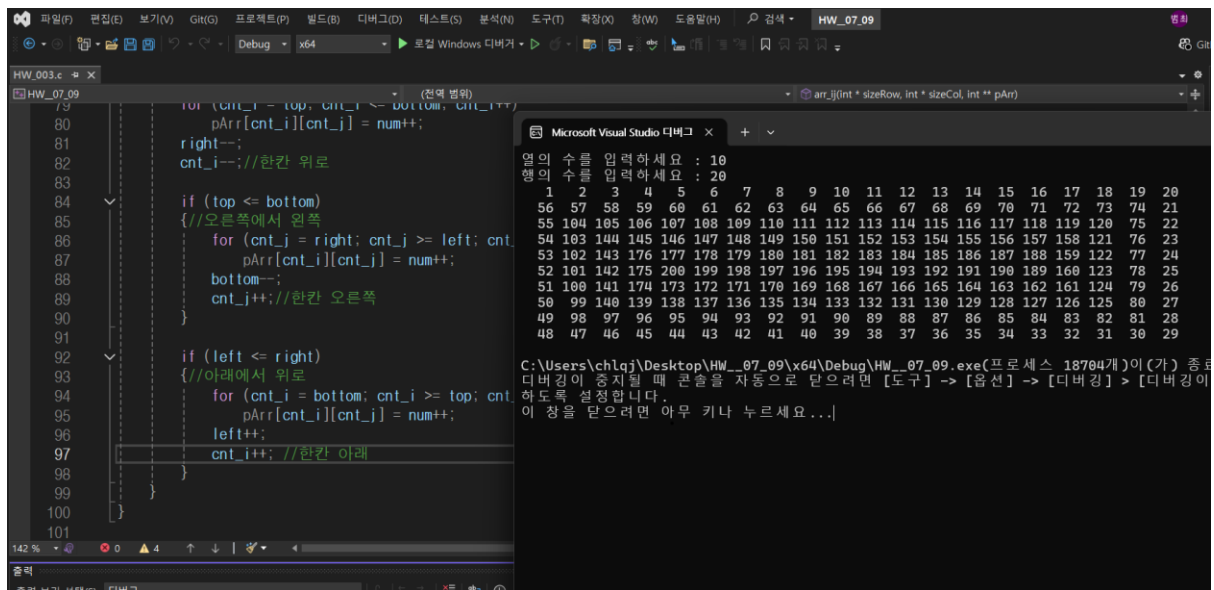 파일(F) 편집(E) 보기(V) Git(G) 프로젝트(P) 빌드(B) 디버그(D) 테스트(S) 분석(N) 도구(T) 확장(X) 창(W) 도움말(H) 검색 HW_07_09 범최
Debug x64 로컬 Windows 디버거 Git
HW_003.c
HW__07_09 (전역 범위) arr_ij(int * sizeRow, int * sizeCol, int ** pArr)
79 for (cnt_i = top; cnt_i <= bottom; cnt_i++)
80 pArr[cnt_i][cnt_j] = num++;
81 right--;
82 cnt_i--;//한칸 위로
83
84 if (top <= bottom)
85 {//오른쪽에서 왼쪽
86 for (cnt_j = right; cnt_j >= left; cnt_
87 pArr[cnt_i][cnt_j] = num++;
88 bottom--;
89 cnt_j++;//한칸 오른쪽
90 }
91
92 if (left <= right)
93 {//아래에서 위로
94 for (cnt_i = bottom; cnt_i >= top; cnt_
95 pArr[cnt_i][cnt_j] = num++;
96 left++;
97 cnt_i++; //한칸 아래
98 }
99 }
100 }
101
142 % 0 4
출력
Microsoft Visual Studio 디버그
열의 수를 입력하세요 : 10
행의 수를 입력하세요 : 20
1 2 3 4 5 6 7 8 9 10 11 12 13 14 15 16 17 18 19 20
56 57 58 59 60 61 62 63 64 65 66 67 68 69 70 71 72 73 74 21
55 104 105 106 107 108 109 110 111 112 113 114 115 116 117 118 119 120 75 22
54 103 144 145 146 147 148 149 150 151 152 153 154 155 156 157 158 121 76 23
53 102 143 176 177 178 179 180 181 182 183 184 185 186 187 188 159 122 77 24
52 101 142 175 200 199 198 197 196 195 194 193 192 191 190 189 160 123 78 25
51 100 141 174 173 172 171 170 169 168 167 166 165 164 163 162 161 124 79 26
50 99 140 139 138 137 136 135 134 133 132 131 130 129 128 127 126 125 80 27
49 98 97 96 95 94 93 92 91 90 89 88 87 86 85 84 83 82 81 28
48 47 46 45 44 43 42 41 40 39 38 37 36 35 34 33 32 31 30 29
C:\Users\chlqj\Desktop\HW__07_09\x64\Debug\HW__07_09.exe(프로세스 18704개)이(가) 종료
디버깅이 중지될 때 콘솔을 자동으로 닫으려면 [도구] -> [옵션] -> [디버깅] > [디버깅이
하도록 설정합니다.
이 창을 닫으려면 아무 키나 누르세요...